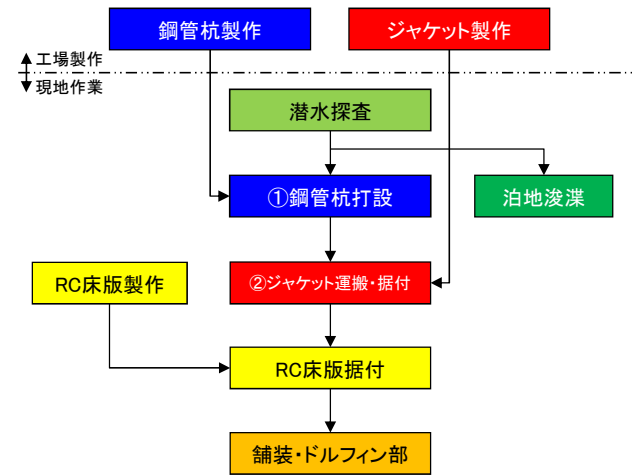 鋼管杭製作
ジャケット製作
工場製作
現地作業
潜水探査
①鋼管杭打設
泊地浚渫
RC床版製作
②ジャケット運搬・据付
RC床版据付
舗装・ドルフィン部